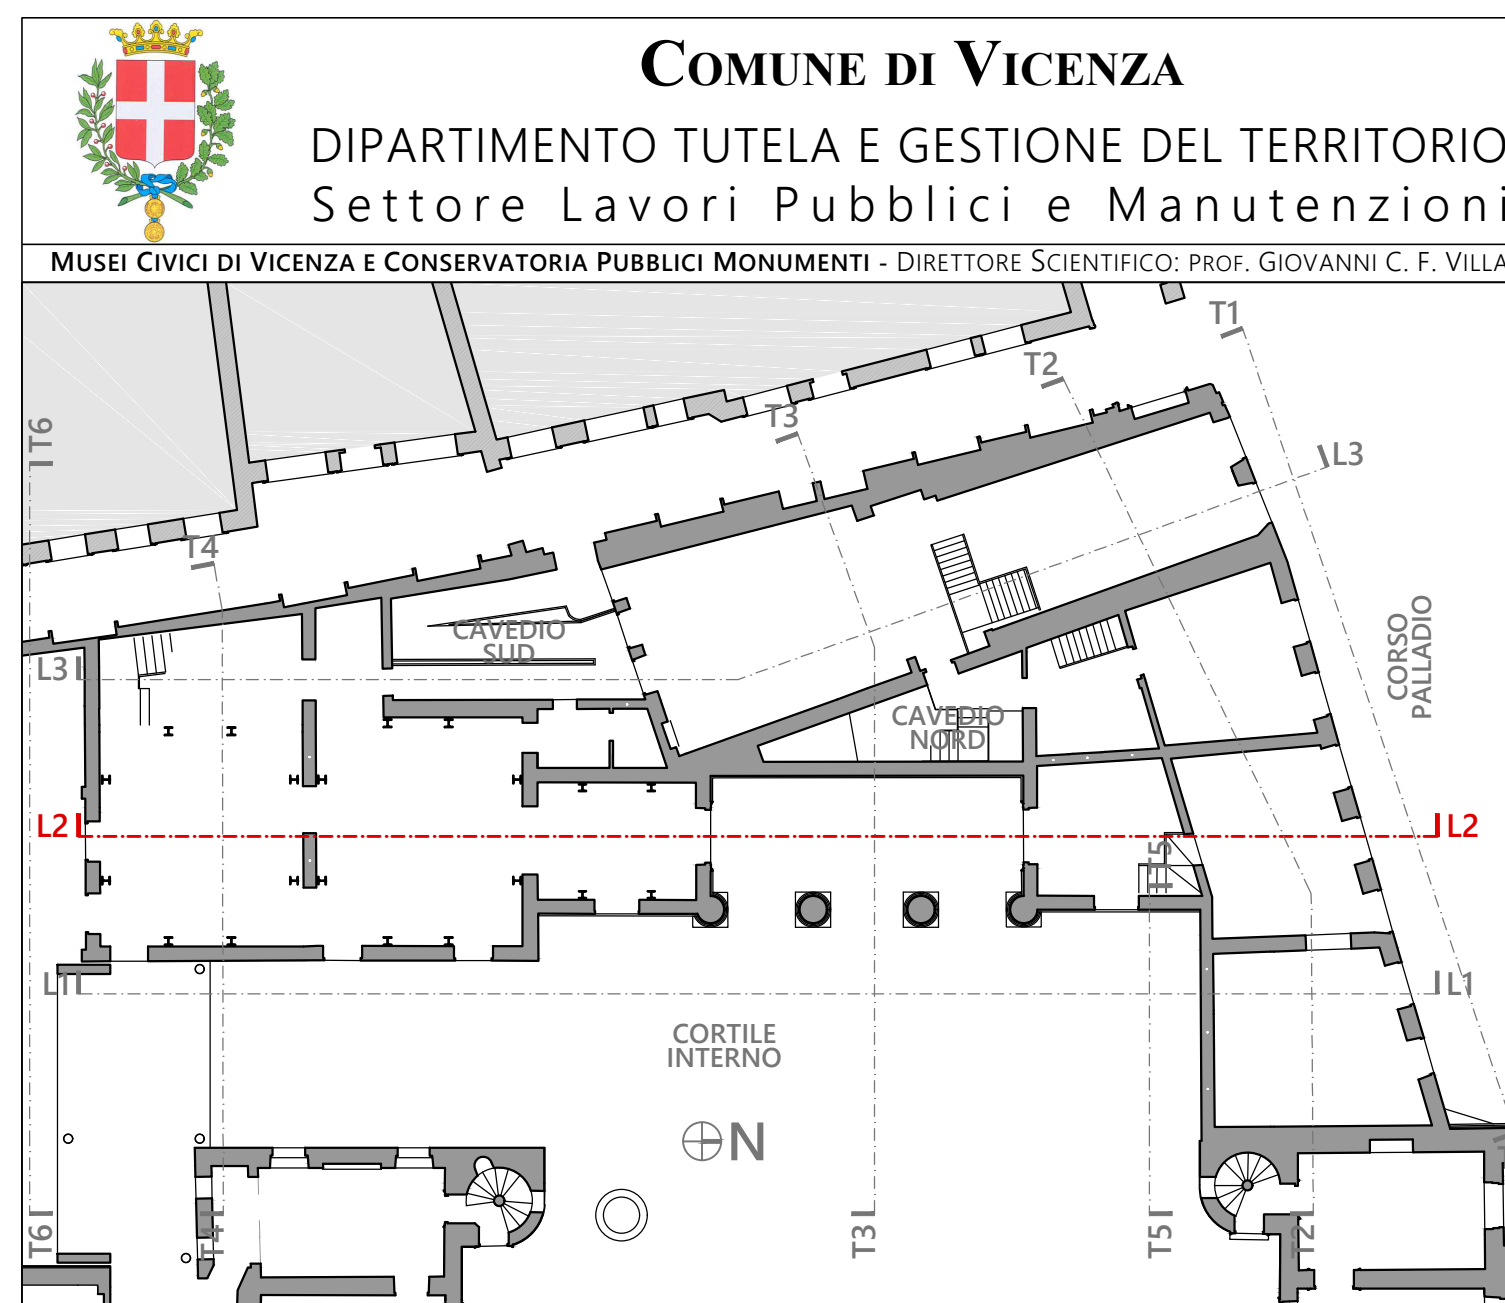 COMUNE DI VICENZA
DIPARTIMENTO TUTELA E GESTIONE DEL TERRITORIO
Settore Lavori Pubblici e Manutenzioni
MUSEI CIVICI DI VICENZA E CONSERVATORIA PUBBLICI MONUMENTI - DIRETTORE SCIENTIFICO: PROF. GIOVANNI C. F. VILLA
T1
T2
T3
T6
L3
T4
CAVEDIO
SUD
L3
CORSO
PALLADIO
CAVEDIO
NORD
L2
L2
T5
L1
L1
CORTILE
INTERNO
N
T6
T4
T3
T5
T2